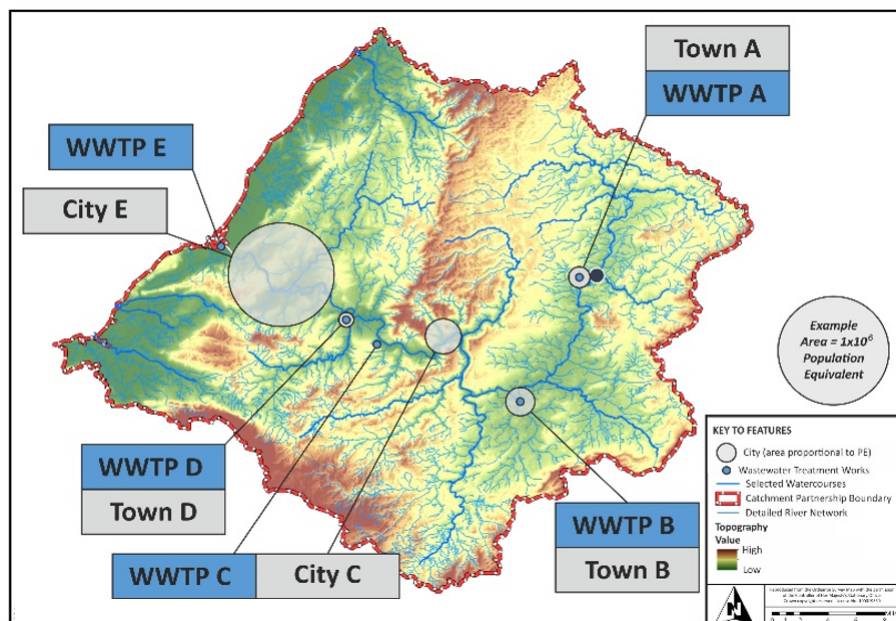 Town A
WWTP A
WWTP E
City E
Example
Area = 1x10⁶
Population
Equivalent
WWTP D
Town D
WWTP C
City C
WWTP B
Town B
KEY TO FEATURES
City (area proportional to PE)
Wastewater Treatment Works
Selected Watercourses
Catchment Partnership Boundary
Detailed River Network
Topography
Value
High
Low
N